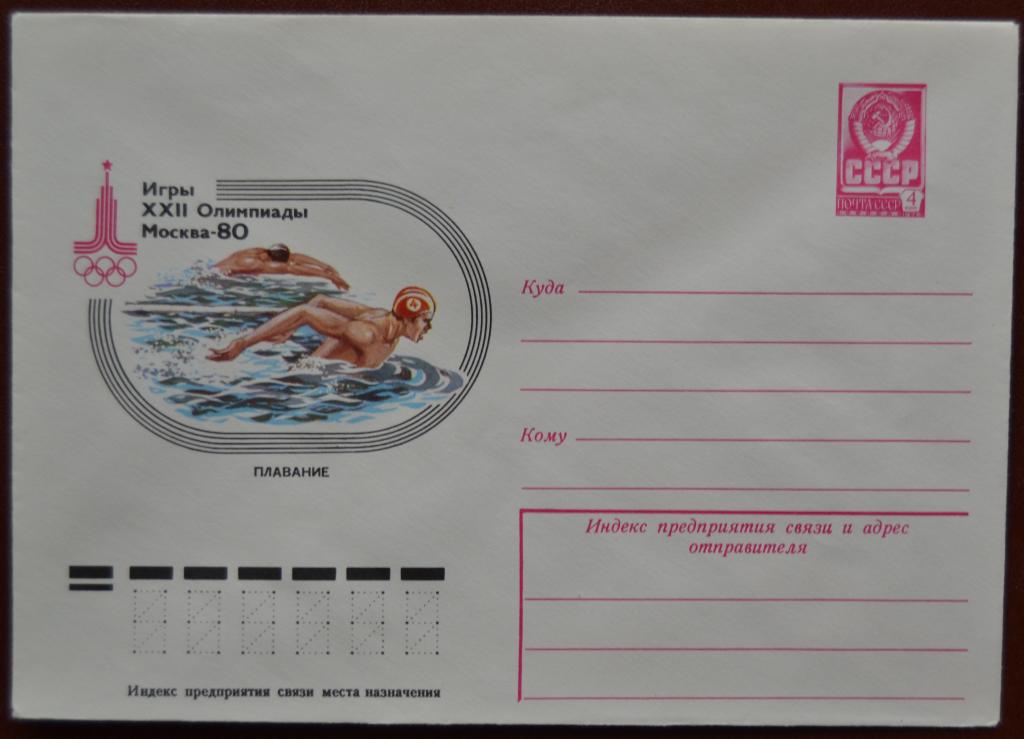 Игры
XXII Олимпиады
Москва-80
ПЛАВАНИЕ
СССР
ПОЧТА СССР
4
Куда
Кому
Индекс предприятия связи и адрес
отправителя
Индекс предприятия связи места назначения